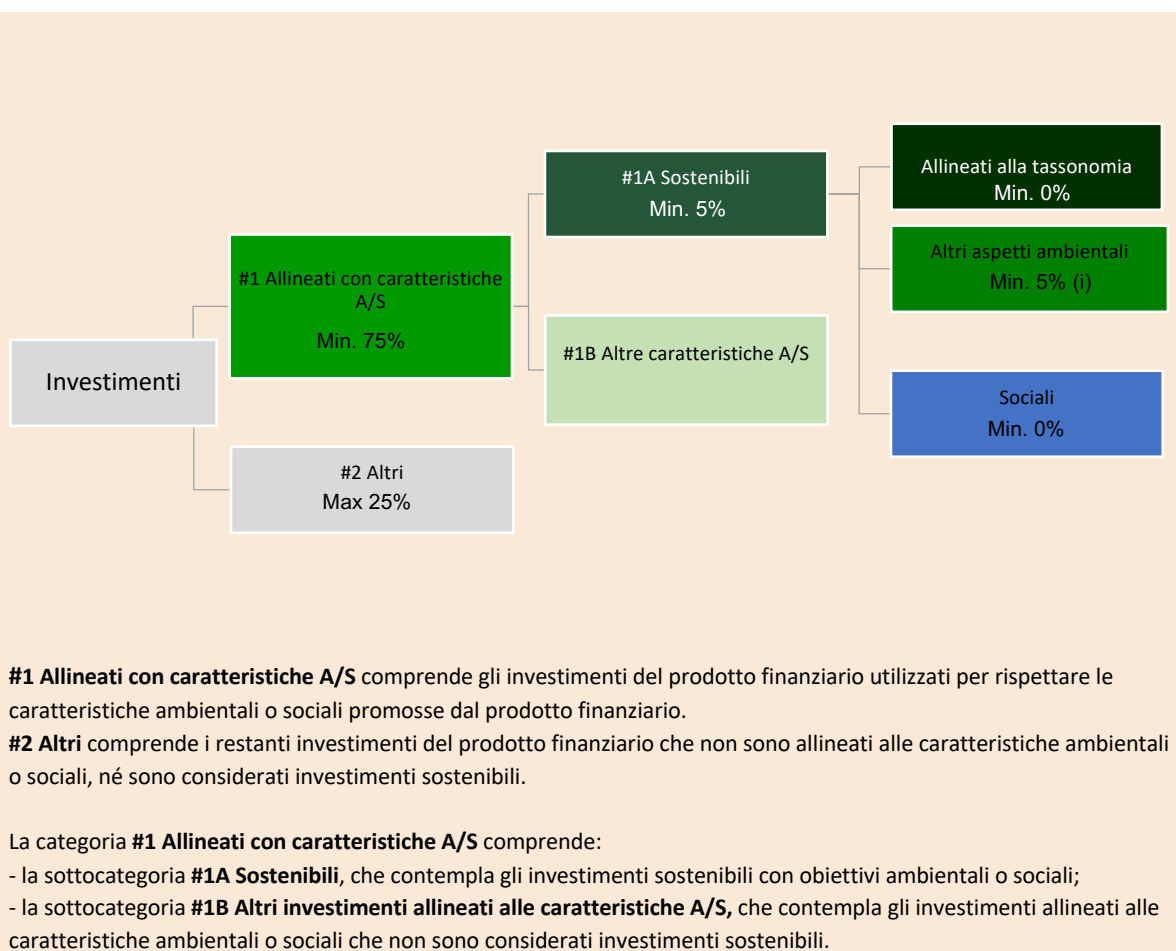 Allineati alla tassonomia
Min. 0%
#1A Sostenibili
Min. 5%
Altri aspetti ambientali
Min. 5% (i)
#1 Allineati con caratteristiche
A/S
Min. 75%
#1B Altre caratteristiche A/S
Investimenti
Sociali
Min. 0%
#2 Altri
Max 25%
#1 Allineati con caratteristiche A/S comprende gli investimenti del prodotto finanziario utilizzati per rispettare le
caratteristiche ambientali o sociali promosse dal prodotto finanziario.
#2 Altri comprende i restanti investimenti del prodotto finanziario che non sono allineati alle caratteristiche ambientali
o sociali, né sono considerati investimenti sostenibili.
La categoria #1 Allineati con caratteristiche A/S comprende:
- la sottocategoria #1A Sostenibili, che contempla gli investimenti sostenibili con obiettivi ambientali o sociali;
- la sottocategoria #1B Altri investimenti allineati alle caratteristiche A/S, che contempla gli investimenti allineati alle
caratteristiche ambientali o sociali che non sono considerati investimenti sostenibili.